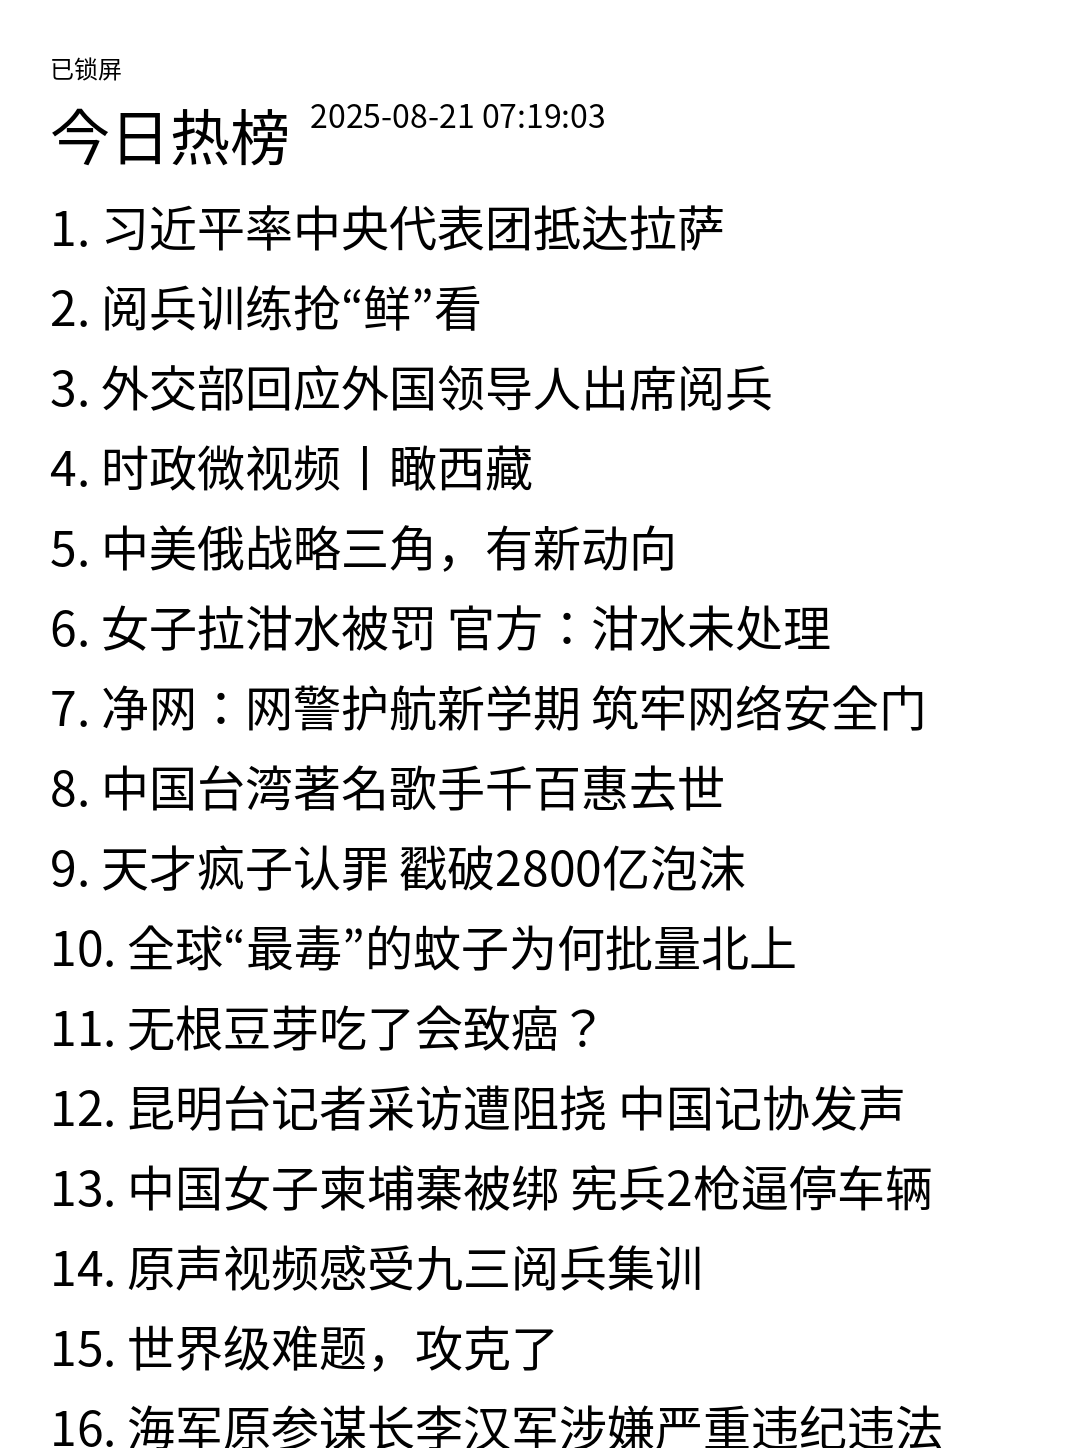 已锁屏
今日热榜 2025-08-21 07:19:03
1. 习近平率中央代表团抵达拉萨
2. 阅兵训练抢“鲜”看
3. 外交部回应外国领导人出席阅兵
4. 时政微视频丨瞰西藏
5. 中美俄战略三角，有新动向
6. 女子拉泔水被罚 官方：泔水未处理
7. 净网：网警护航新学期 筑牢网络安全门
8. 中国台湾著名歌手千百惠去世
9. 天才疯子认罪 戳破2800亿泡沫
10. 全球“最毒”的蚊子为何批量北上
11. 无根豆芽吃了会致癌？
12. 昆明台记者采访遭阻挠 中国记协发声
13. 中国女子柬埔寨被绑 宪兵2枪逼停车辆
14. 原声视频感受九三阅兵集训
15. 世界级难题，攻克了
16. 海军原参谋长李汉军涉嫌严重违纪违法